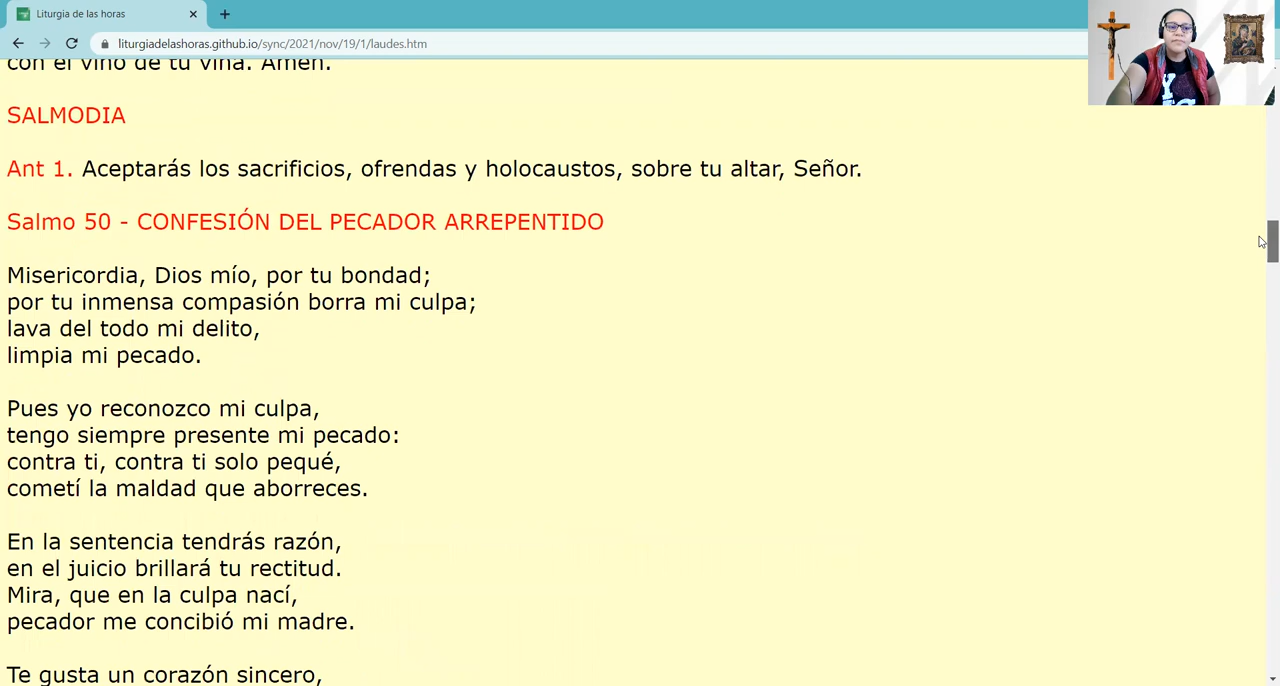 Liturgia de las horas
liturgiadelashoras.github.io/sync/2021/nov/19/1/laudes.htm
con el vino de tu viña. Amén.
SALMODIA
Ant 1. Aceptarás los sacrificios, ofrendas y holocaustos, sobre tu altar, Señor.
Salmo 50 - CONFESIÓN DEL PECADOR ARREPENTIDO
Misericordia, Dios mío, por tu bondad;
por tu inmensa compasión borra mi culpa;
lava del todo mi delito,
limpia mi pecado.
Pues yo reconozco mi culpa,
tengo siempre presente mi pecado:
contra ti, contra ti solo pequé,
cometí la maldad que aborreces.
En la sentencia tendrás razón,
en el juicio brillará tu rectitud.
Mira, que en la culpa nací,
pecador me concibió mi madre.
Te gusta un corazón sincero,